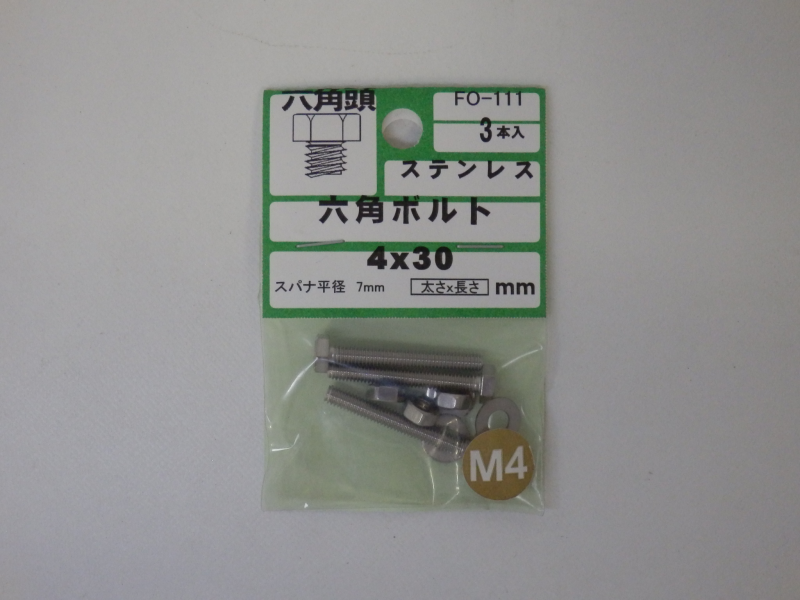 六角頭
FO-111
3本入
ステンレス
六角ボルト
4x30
スパナ平径 7mm 太さx長さ mm
M4